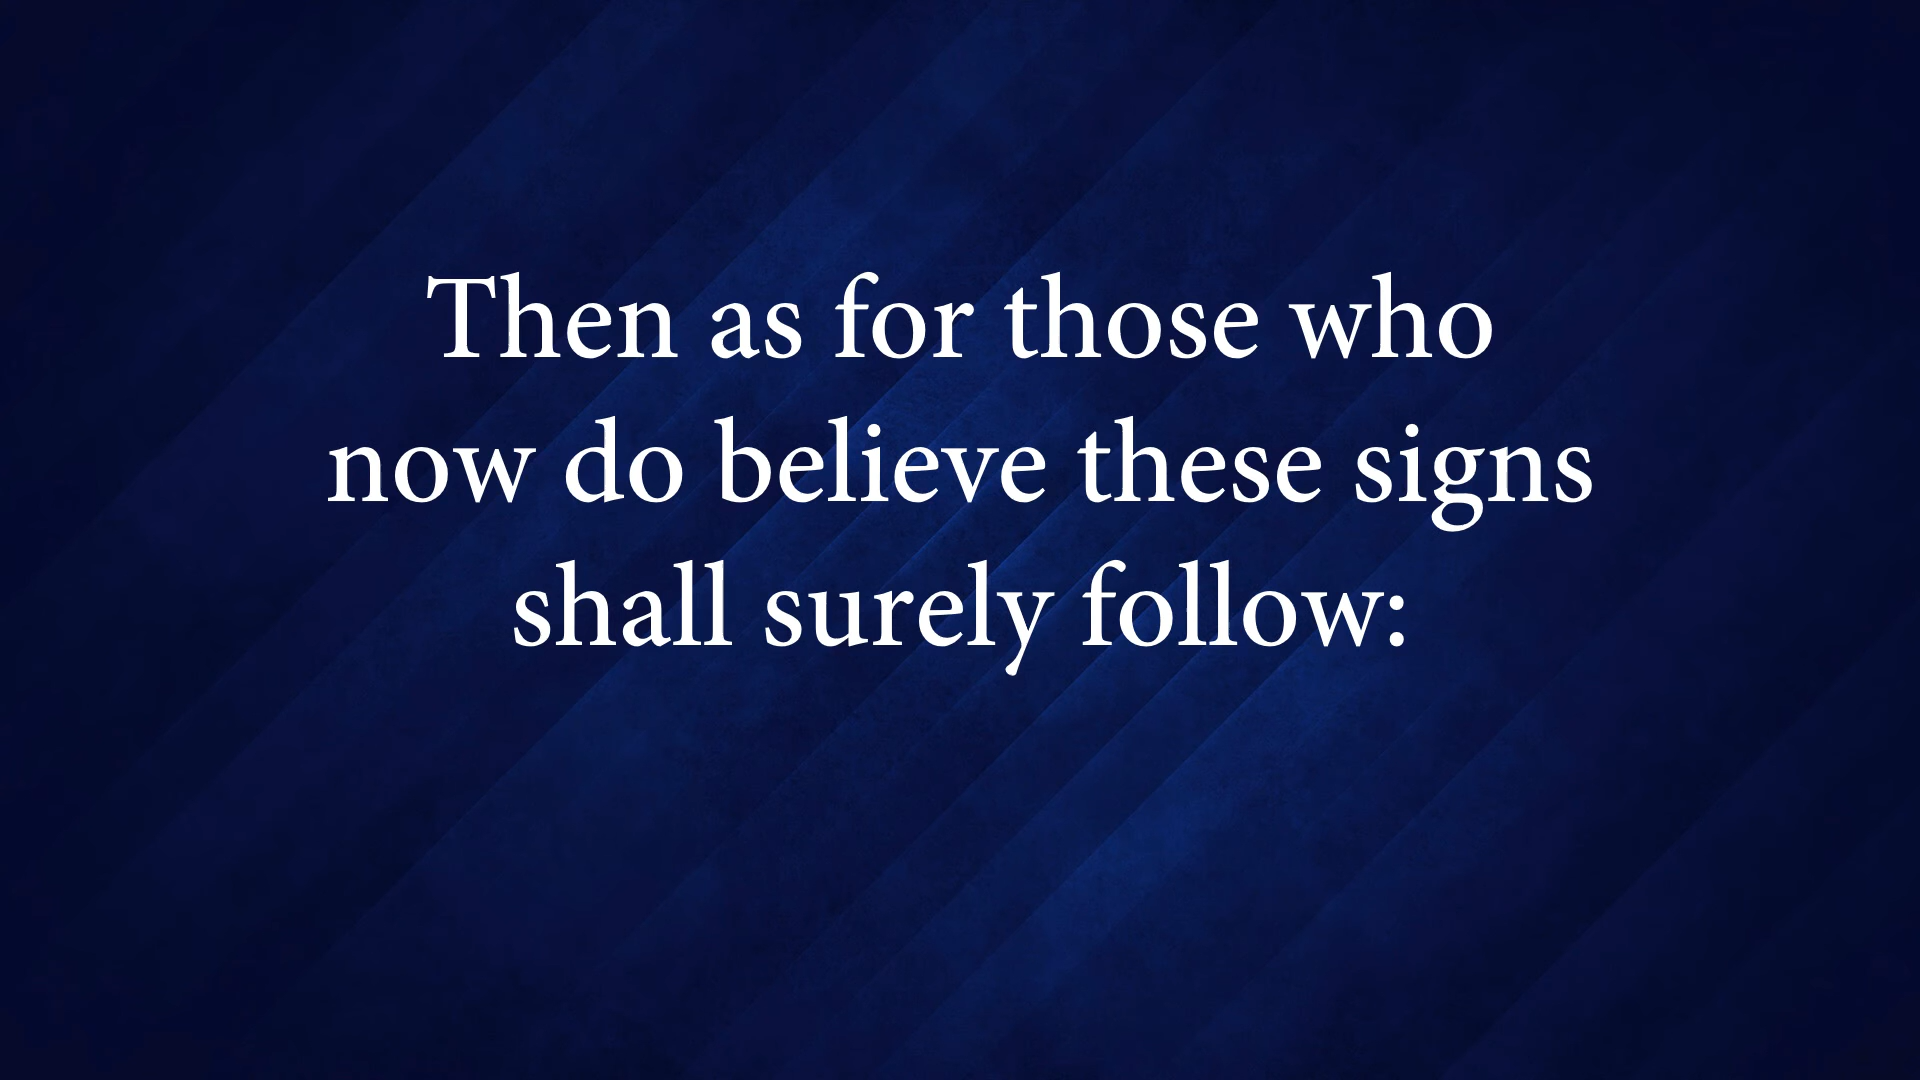 Then as for those who
now do believe these signs
shall surely follow: